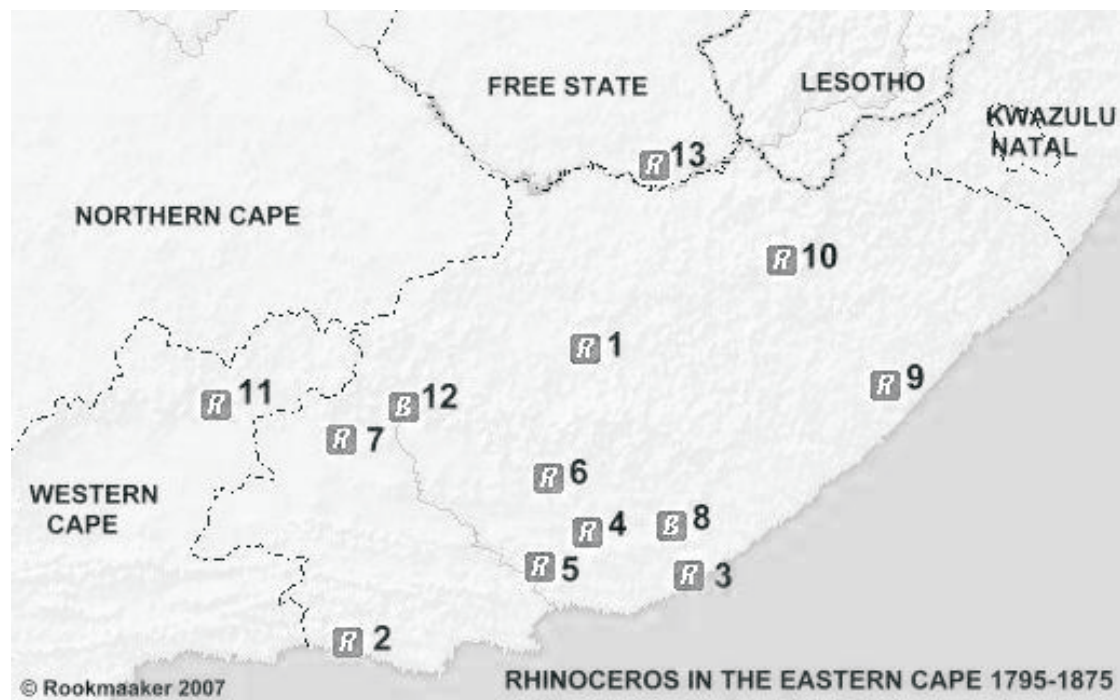 FREE STATE
LESOTHO
KWAZULU
NATAL
R 13
NORTHERN CAPE
R 10
R 1
R 9
R 11
B 12
R 7
R 6
WESTERN
CAPE
R 4
B 8
R 5
R 3
R 2
© Rookmaaker 2007
RHINOCEROS IN THE EASTERN CAPE 1795-1875